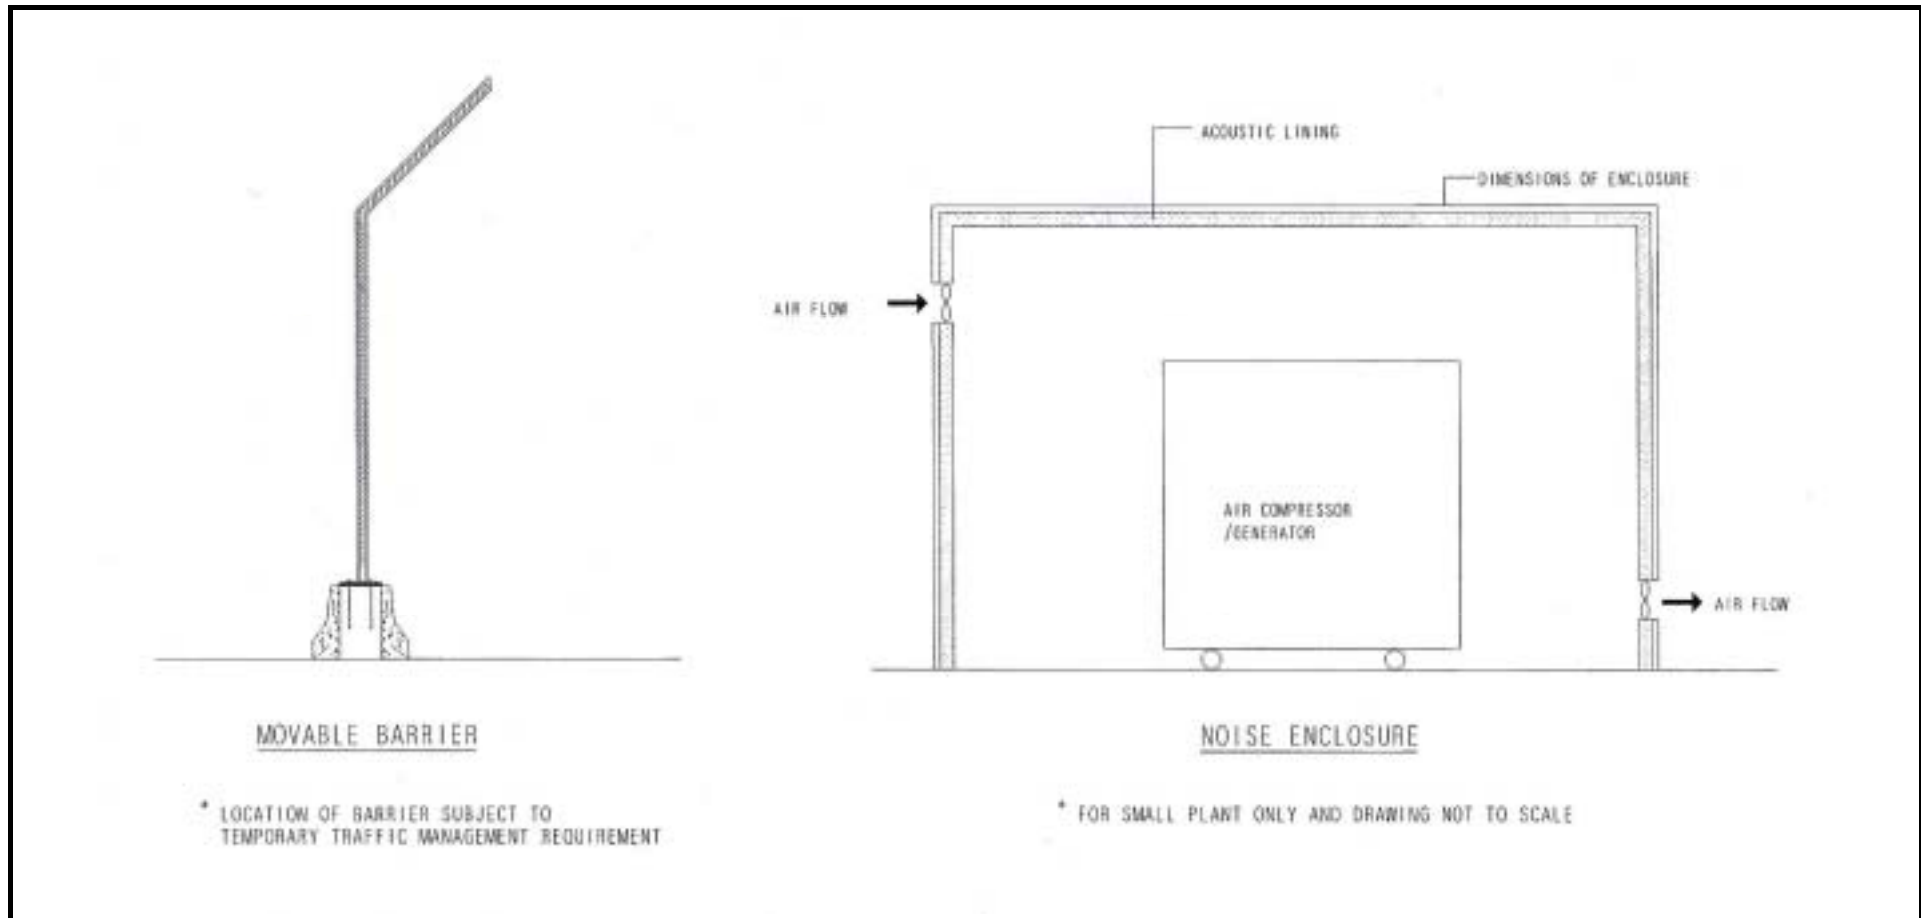 ACOUSTIC LINING
DIMENSIONS OF ENCLOSURE
AIR FLOW
AIR COMPRESSOR
/GENERATOR
AIR FLOW
MOVABLE BARRIER
NOISE ENCLOSURE
* LOCATION OF BARRIER SUBJECT TO
TEMPORARY TRAFFIC MANAGEMENT REQUIREMENT
* FOR SMALL PLANT ONLY AND DRAWING NOT TO SCALE